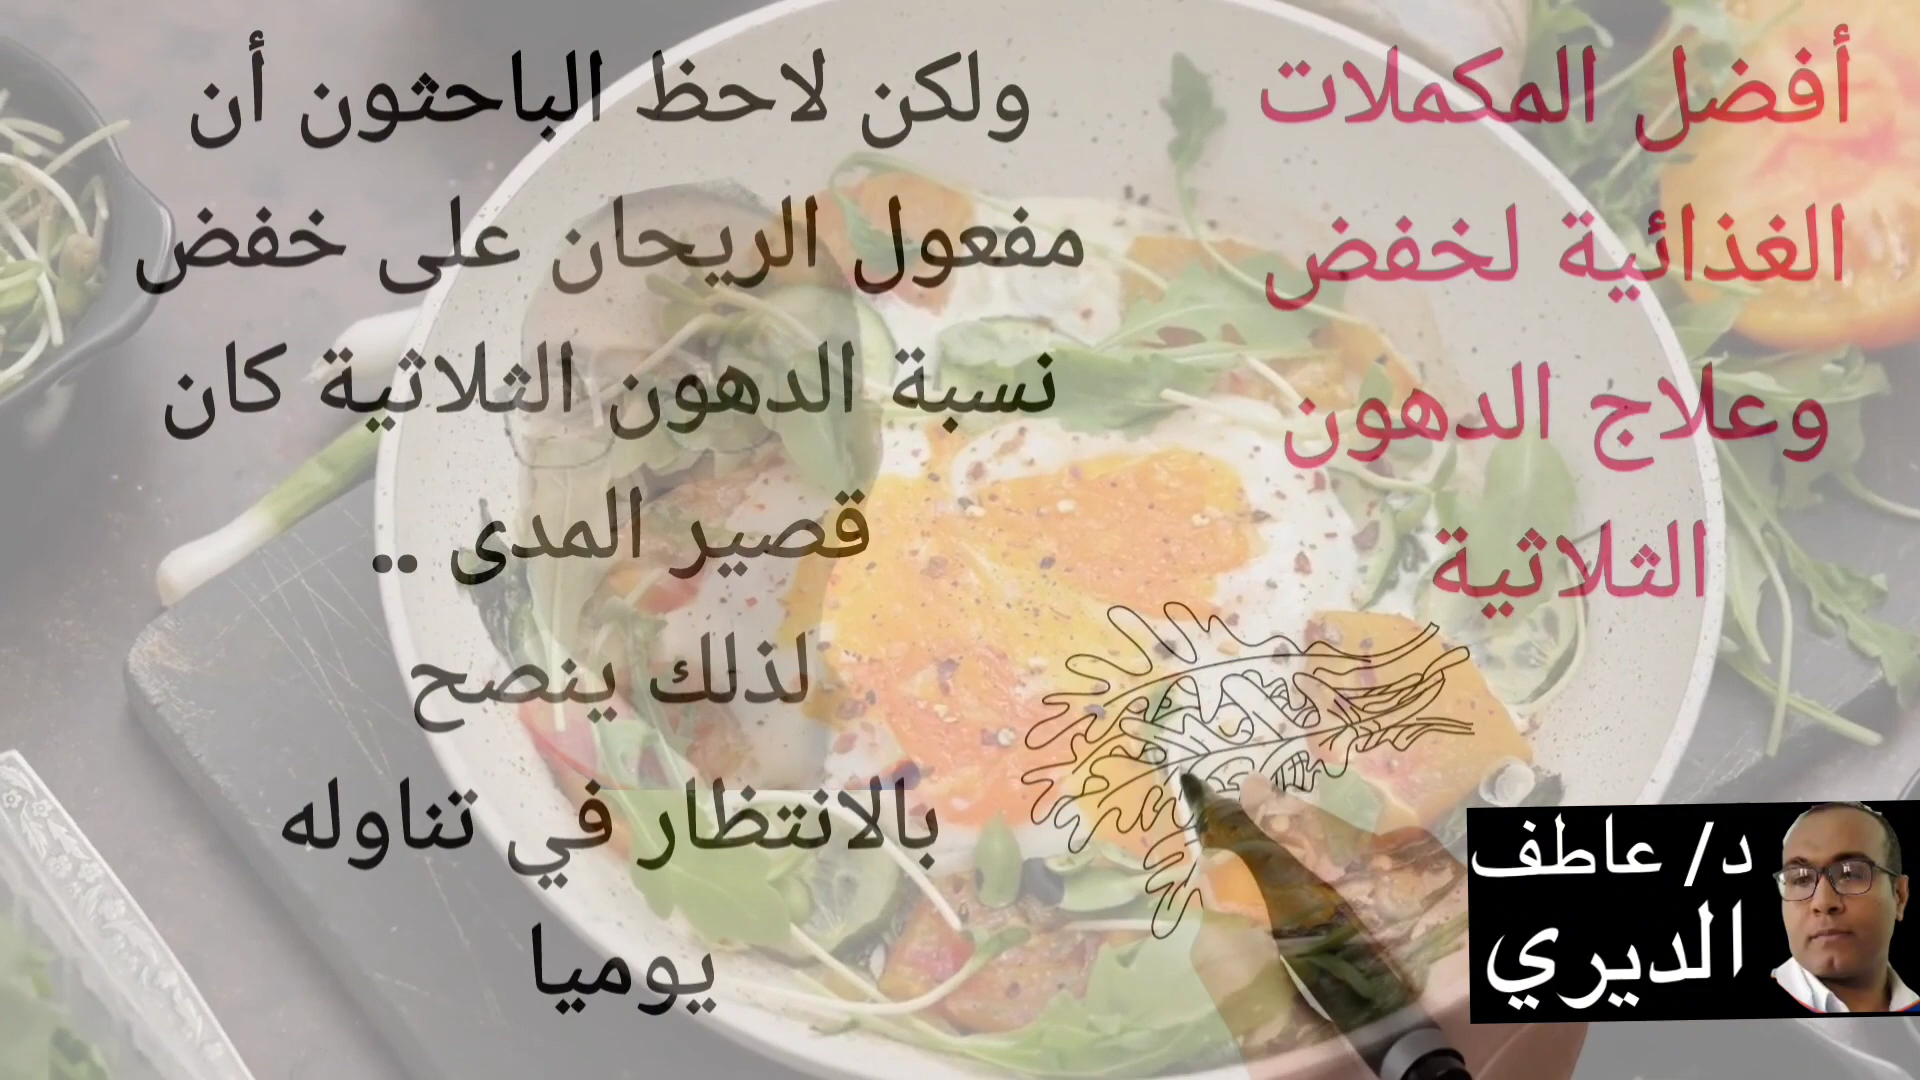 أفضل المكملات
الغذائية لخفض
وعلاج الدهون
الثلاثية
ولكن لاحظ الباحثون أن
مفعول الريحان على خفض
نسبة الدهون الثلاثية كان
قصير المدى ..
لذلك ينصح
بالانتظار في تناوله
يوميا
د/ عاطف
الديري